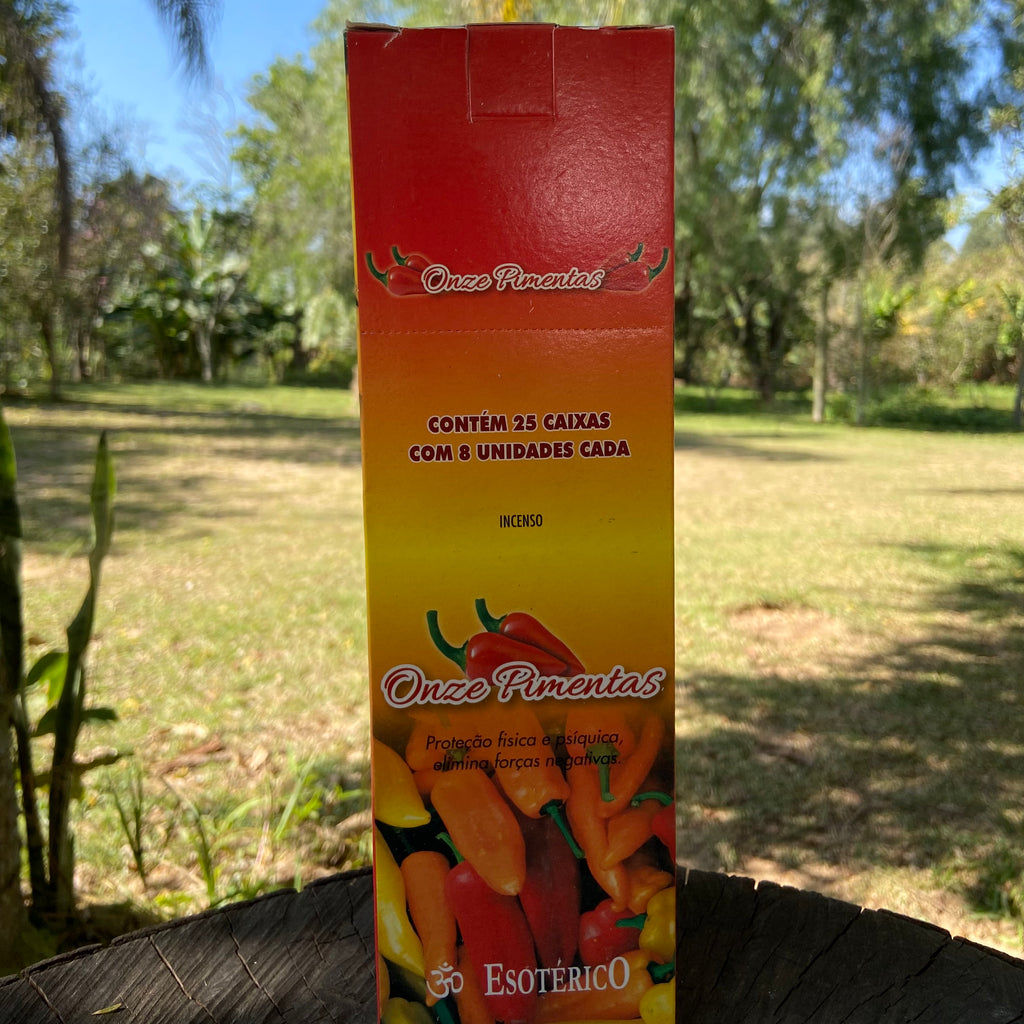 Onze Pimentas
CONTÉM 25 CAIXAS
COM 8 UNIDADES CADA
INCENSO
Onze Pimentas
Proteção física e psíquica,
elimina forças negativas.
ॐ ESOTÉRICO